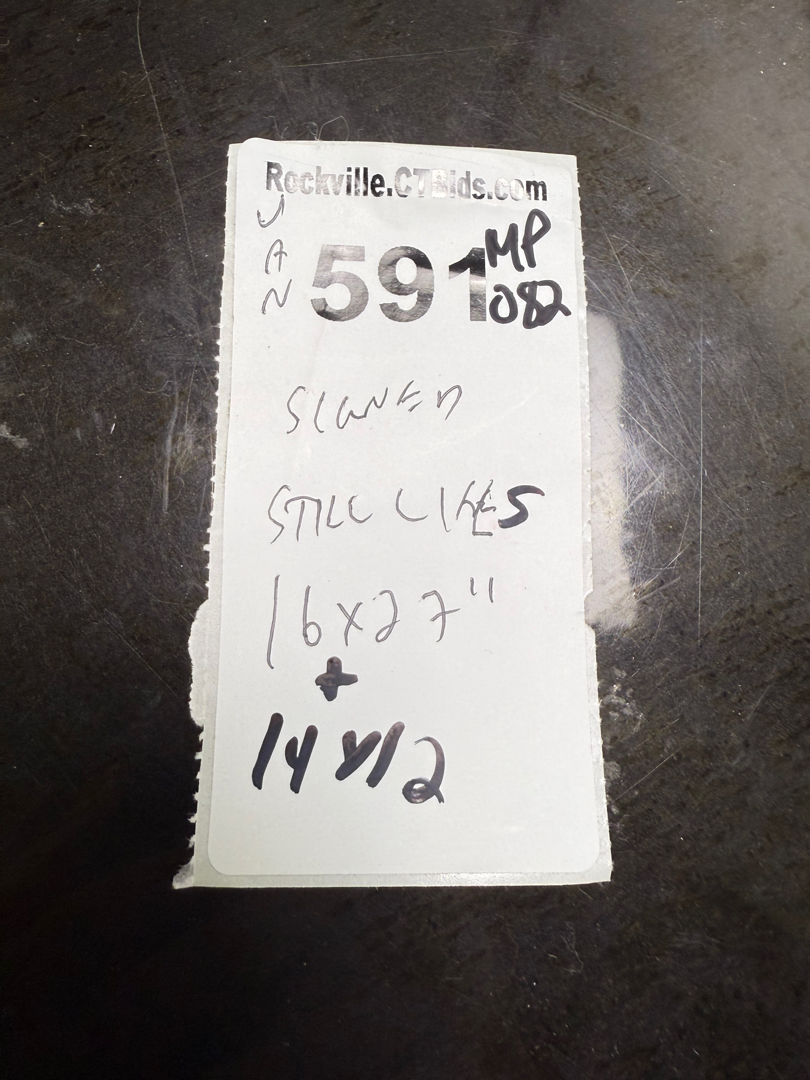 Rockville.CTBids.com
JAN
591
MP
082
SIGNED
STILL LIFES
16x27"
+
14x12